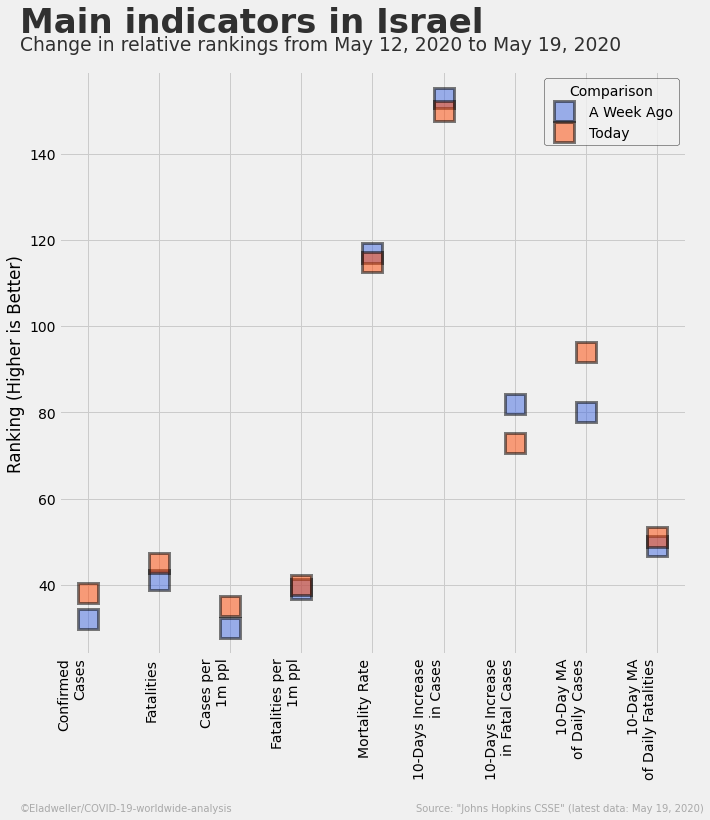 Main indicators in Israel
Change in relative rankings from May 12, 2020 to May 19, 2020
Comparison
A Week Ago
Today
Ranking (Higher is Better)
140
120
100
80
60
40
Confirmed
Cases
Fatalities
Cases per
1m ppl
Fatalities per
1m ppl
Mortality Rate
10-Days Increase
in Cases
10-Days Increase
in Fatal Cases
10-Day MA
of Daily Cases
10-Day MA
of Daily Fatalities
©Eladweller/COVID-19-worldwide-analysis
Source: "Johns Hopkins CSSE" (latest data: May 19, 2020)